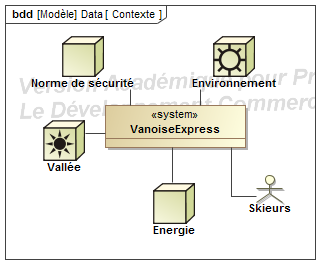 bdd [Modèle] Data [ Contexte ]
Norme de sécurité
Environnement
Version Académique pour
Le Développement Commerc
«system»
VanoiseExpress
Vallée
Energie
Skieurs